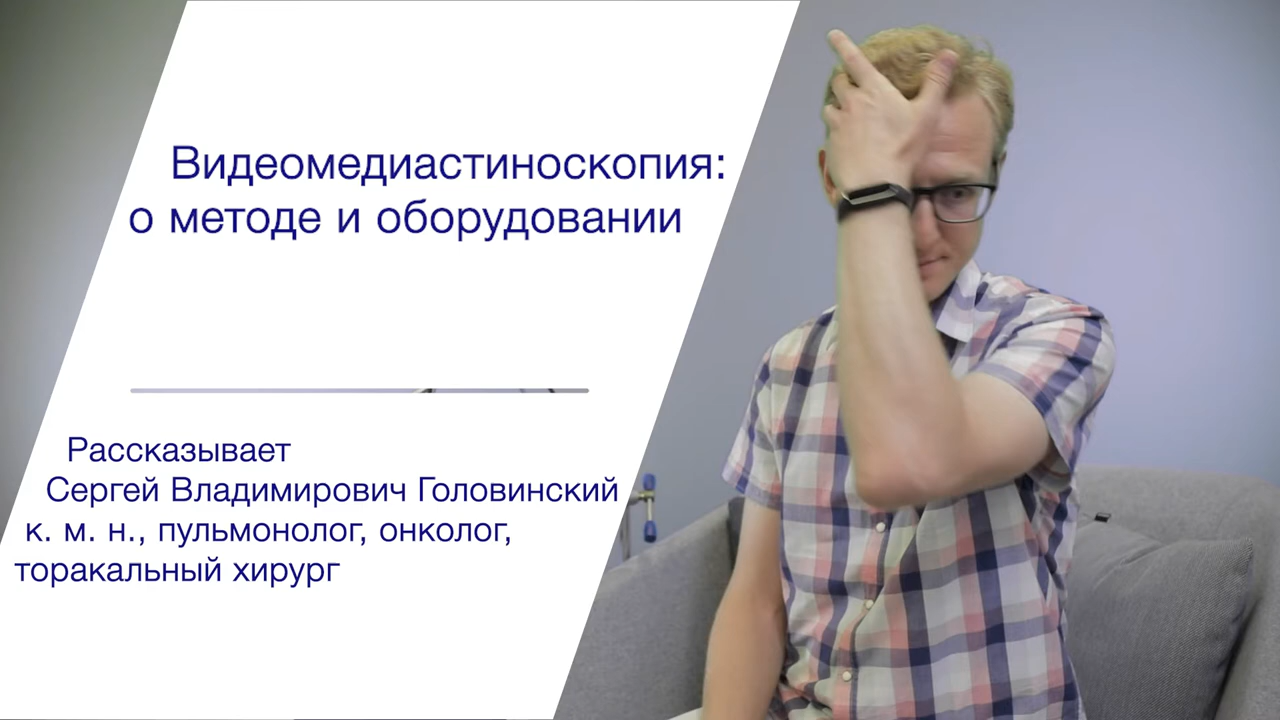 Видеомедиастиноскопия:
о методе и оборудовании
Рассказывает
Сергей Владимирович Головинский
к. м. н., пульмонолог, онколог,
торакальный хирург